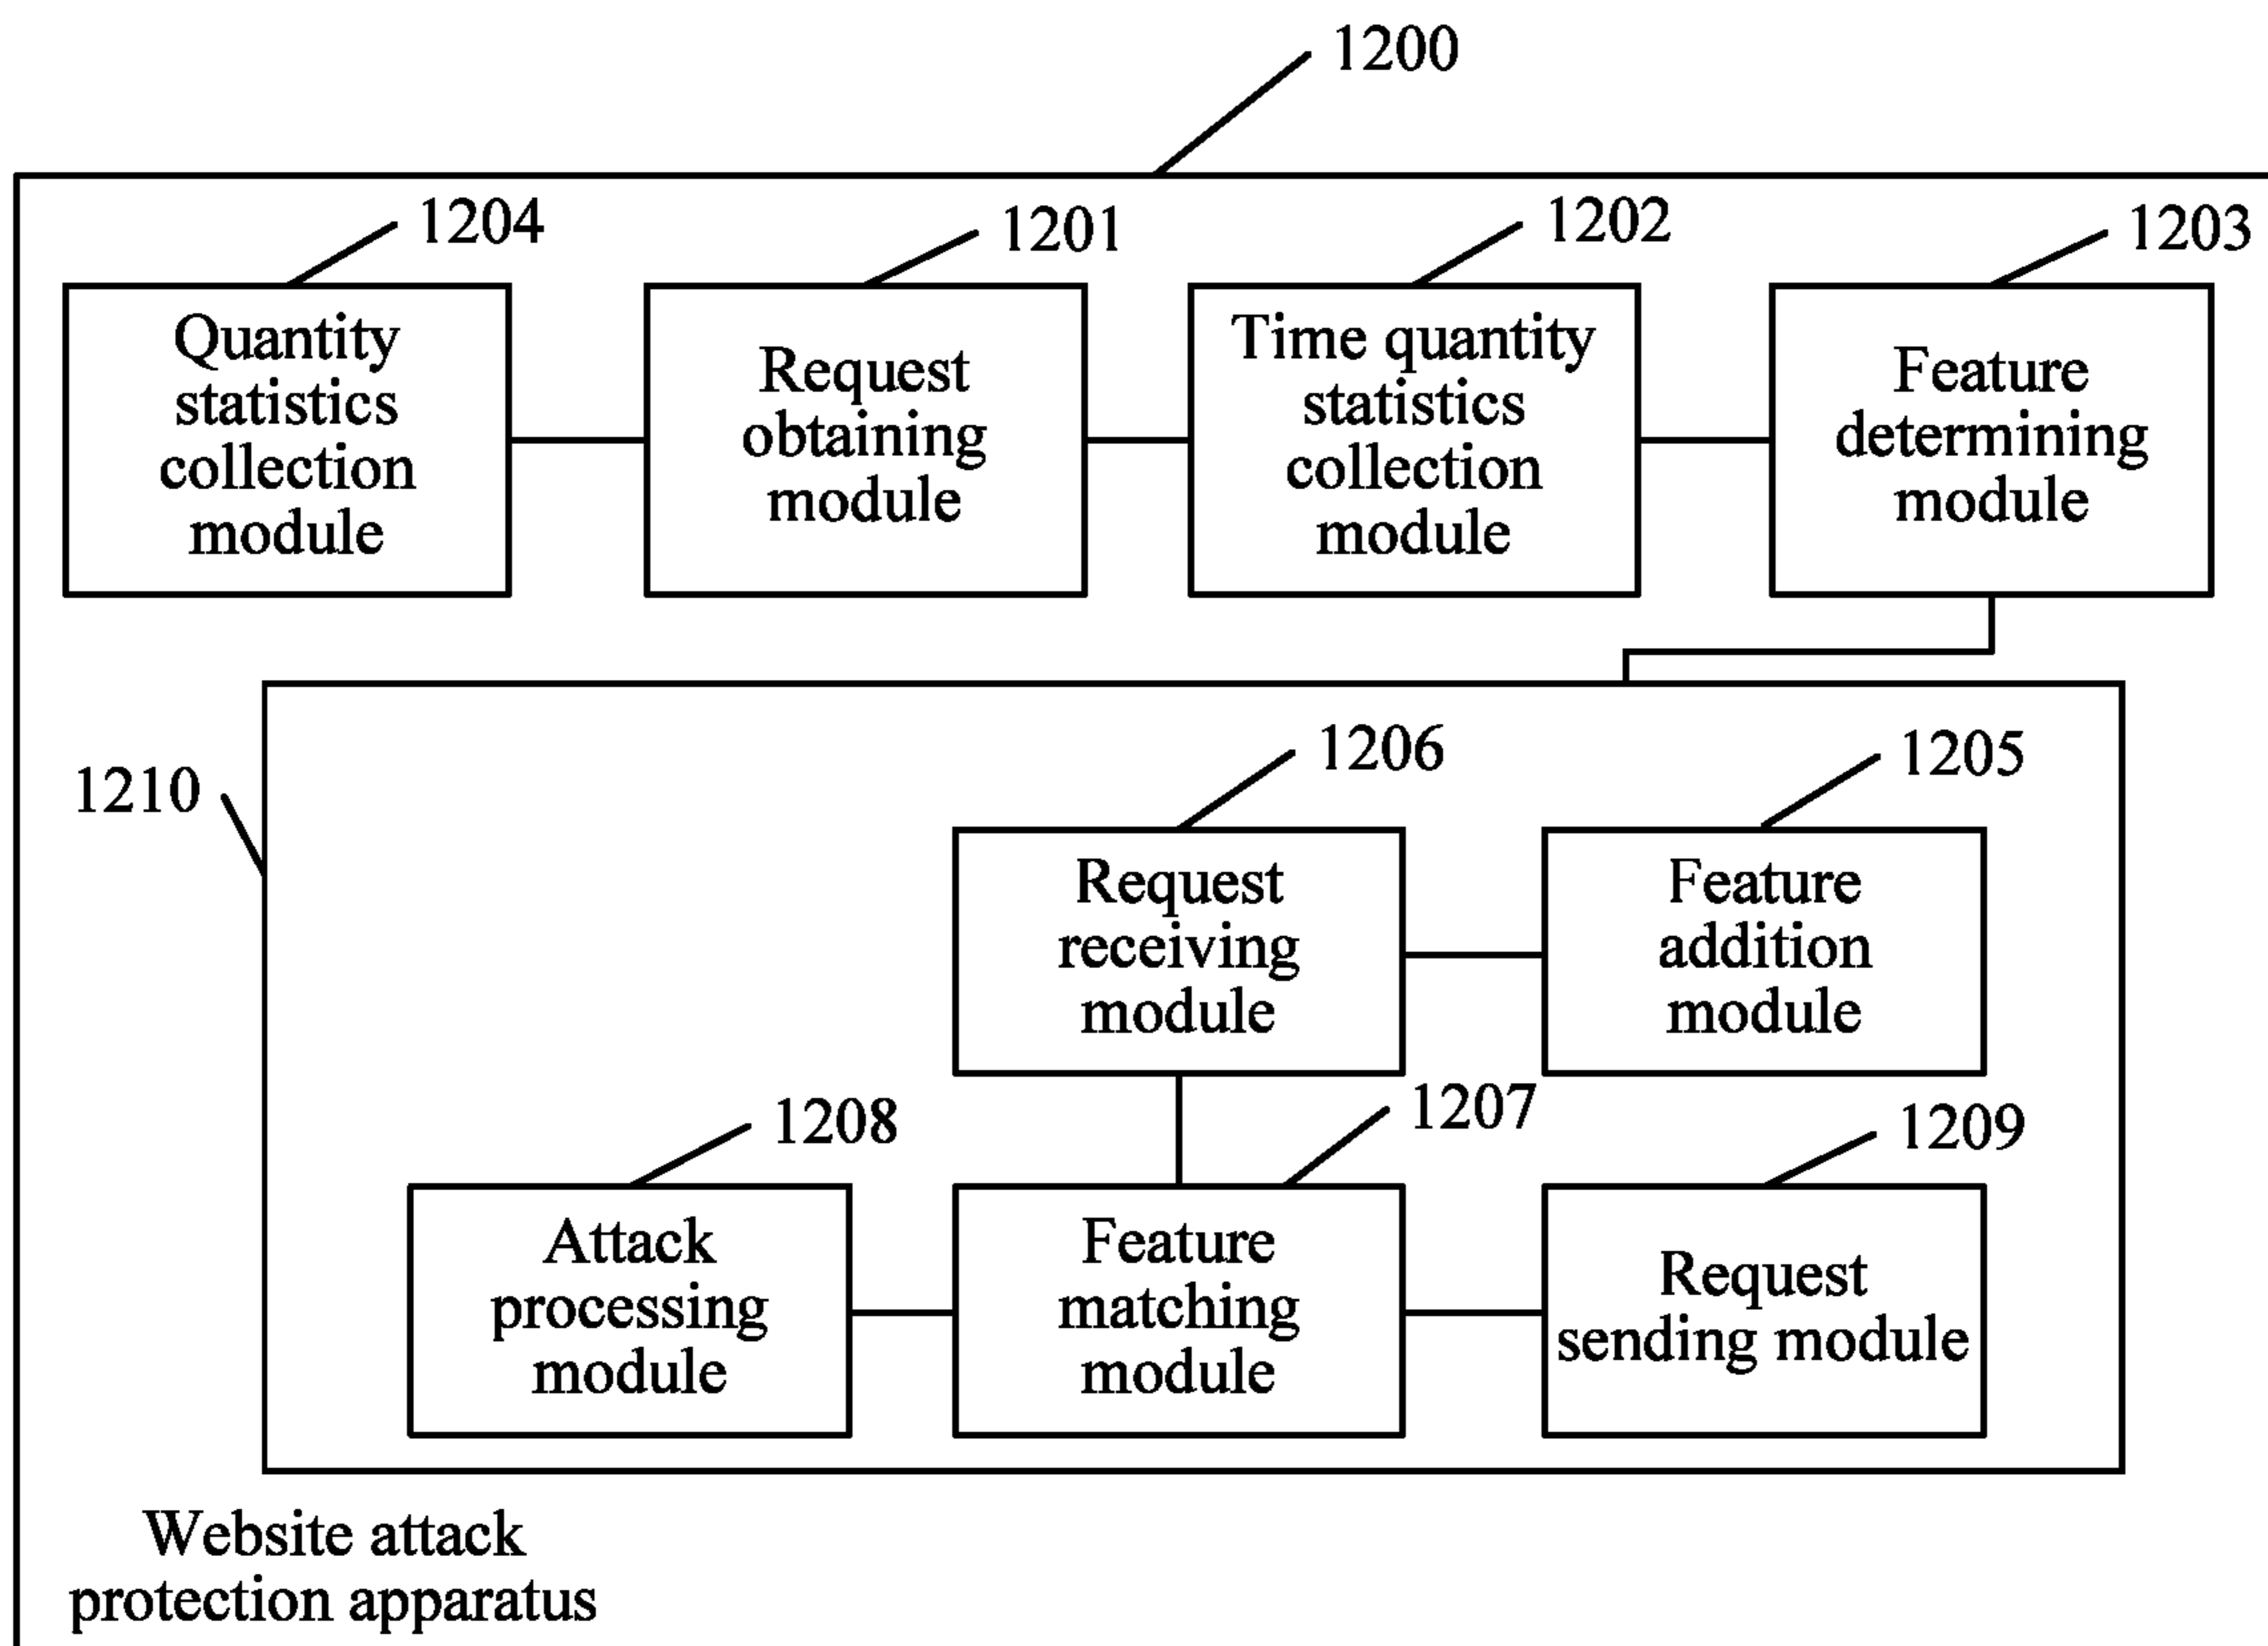 1200
1204
1201
1202
1203
Quantity
statistics
collection
module
Request
obtaining
module
Time quantity
statistics
collection
module
Feature
determining
module
1210
1206
1205
Request
receiving
module
Feature
addition
module
1208
1207
1209
Attack
processing
module
Feature
matching
module
Request
sending module
Website attack
protection apparatus